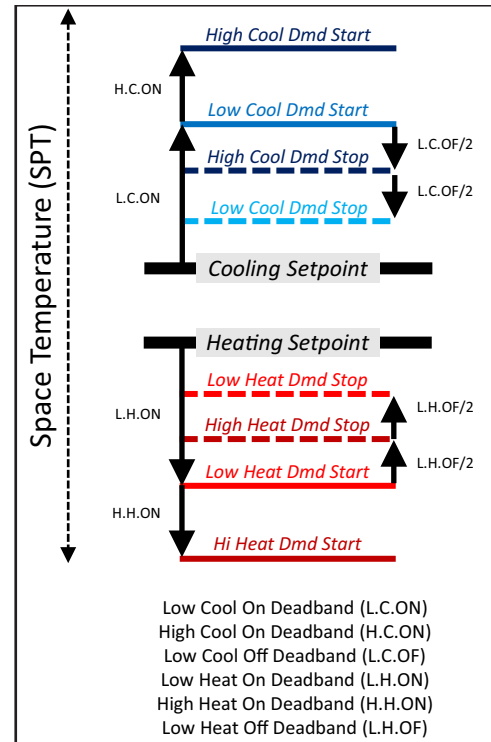 High Cool Dmd Start
H.C.ON
Low Cool Dmd Start
L.C.OF/2
High Cool Dmd Stop
L.C.ON
L.C.OF/2
Low Cool Dmd Stop
Cooling Setpoint
Space Temperature (SPT)
Heating Setpoint
Low Heat Dmd Stop
L.H.ON
L.H.OF/2
High Heat Dmd Stop
L.H.OF/2
Low Heat Dmd Start
H.H.ON
Hi Heat Dmd Start
Low Cool On Deadband (L.C.ON)
High Cool On Deadband (H.C.ON)
Low Cool Off Deadband (L.C.OF)
Low Heat On Deadband (L.H.ON)
High Heat On Deadband (H.H.ON)
Low Heat Off Deadband (L.H.OF)